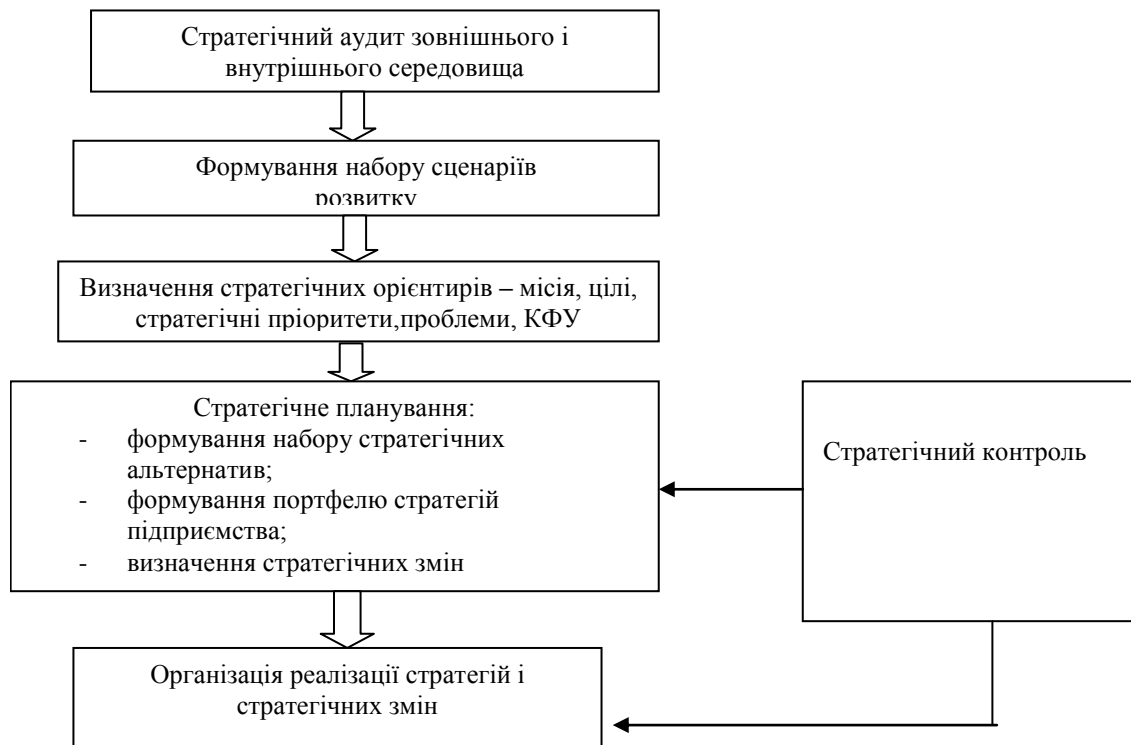 Стратегічний аудит зовнішнього і
внутрішнього середовища
Формування набору сценаріїв
розвитку
Визначення стратегічних орієнтирів – місія, цілі,
стратегічні пріоритети,проблеми, КФУ
Стратегічне планування:
- формування набору стратегічних
альтернатив;
- формування портфелю стратегій
підприємства;
- визначення стратегічних змін
Стратегічний контроль
Організація реалізації стратегій і
стратегічних змін